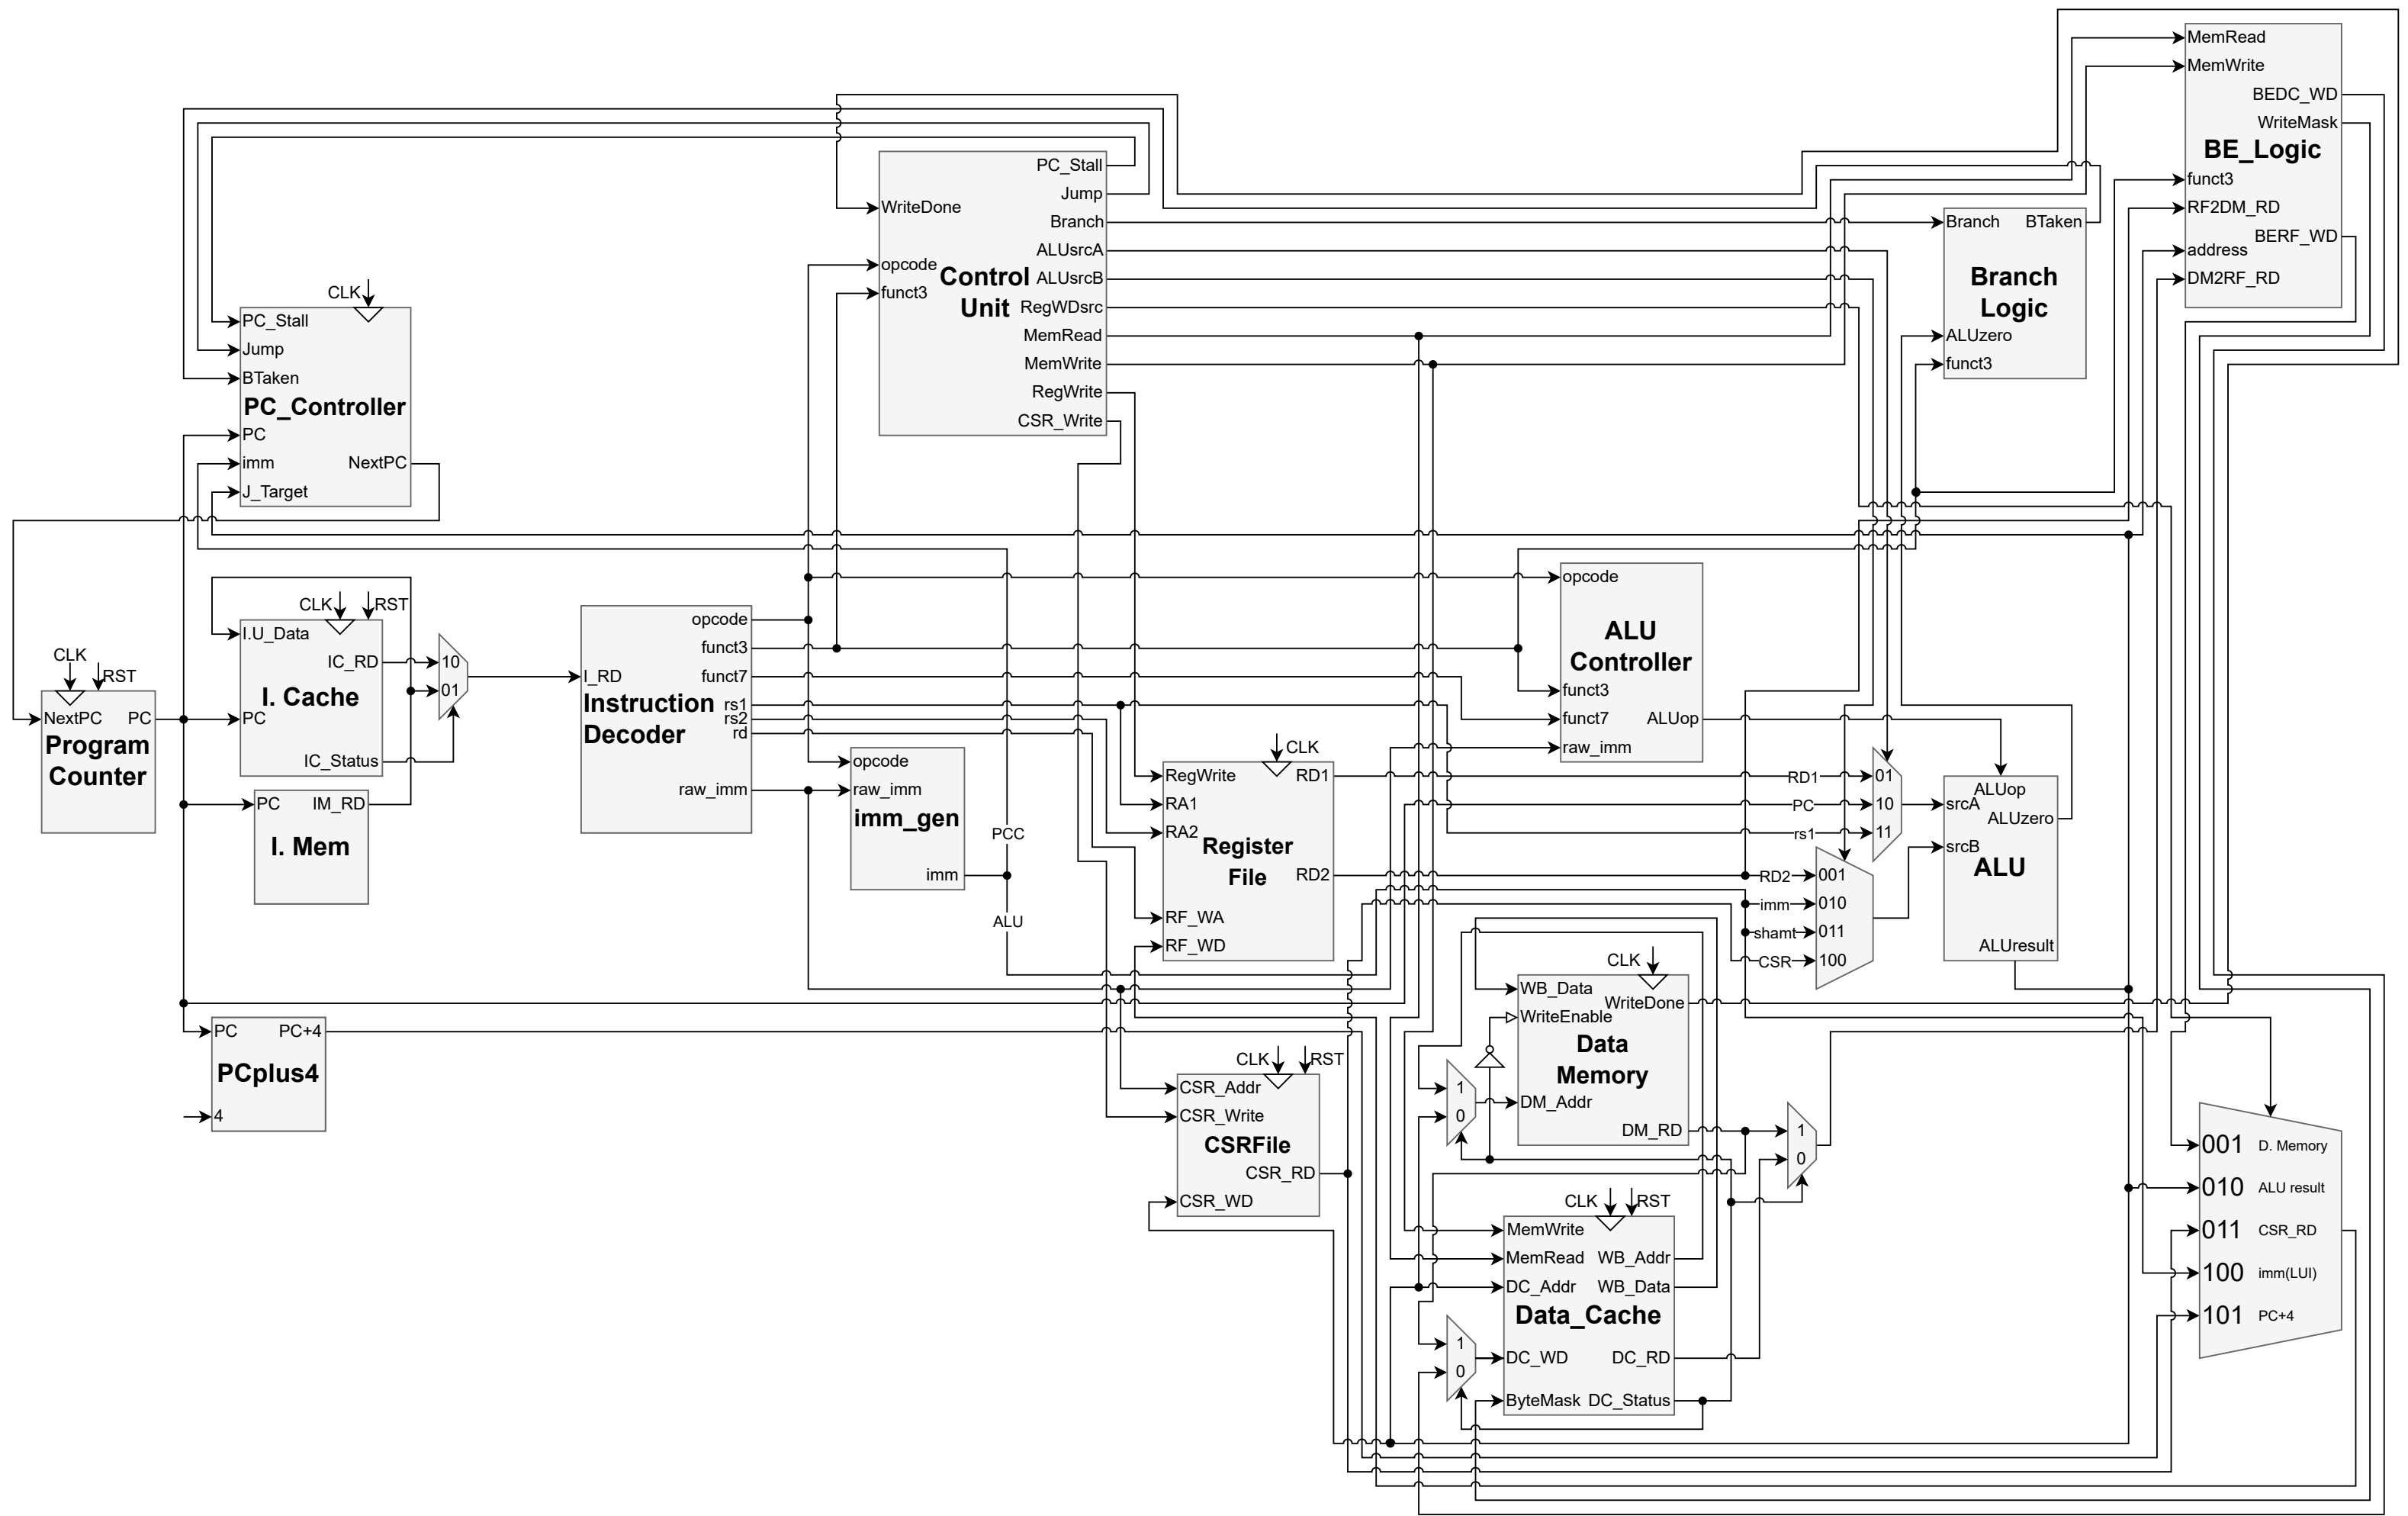 MemRead
MemWrite
BEDC_WD
WriteMask
BE_Logic
funct3
RF2DM_RD
BERF_WD
address
DM2RF_RD
PC_Stall
Jump
WriteDone
Branch
ALUsrcA
opcode
Control
Unit
ALUsrcB
funct3
RegWDsrc
MemRead
MemWrite
RegWrite
CSR_Write
Branch BTaken
Branch
Logic
ALUzero
funct3
CLK
PC_Stall
Jump
BTaken
PC_Controller
PC
imm NextPC
J_Target
CLK RST
I.U_Data
IC_RD
I. Cache
PC
IC_Status
10
01
CLK
RST
NextPC PC
Program
Counter
PC IM_RD
I. Mem
PC PC+4
PCplus4
4
opcode
funct3
I_RD funct7
Instruction
Decoder
rs1
rs2
rd
raw_imm
opcode
raw_imm
imm_gen
imm
PCC
ALU
CLK
RegWrite RD1
RA1
RA2
Register
File
RD2
RF_WA
RF_WD
opcode
ALU
Controller
funct3
funct7 ALUop
raw_imm
RD1 01
PC 10
rs1 11
RD2 001
imm 010
shamt 011
CSR 100
ALUop
srcA
ALUzero
srcB
ALU
ALUresult
CLK
WB_Data
WriteDone
WriteEnable
Data
Memory
DM_Addr
DM_RD
1
0
1
0
CLK RST
CSR_Addr
CSR_Write
CSRFile
CSR_RD
CSR_WD
CLK RST
MemWrite
MemRead WB_Addr
DC_Addr WB_Data
Data_Cache
DC_WD DC_RD
ByteMask DC_Status
1
0
001 D. Memory
010 ALU result
011 CSR_RD
100 imm(LUI)
101 PC+4